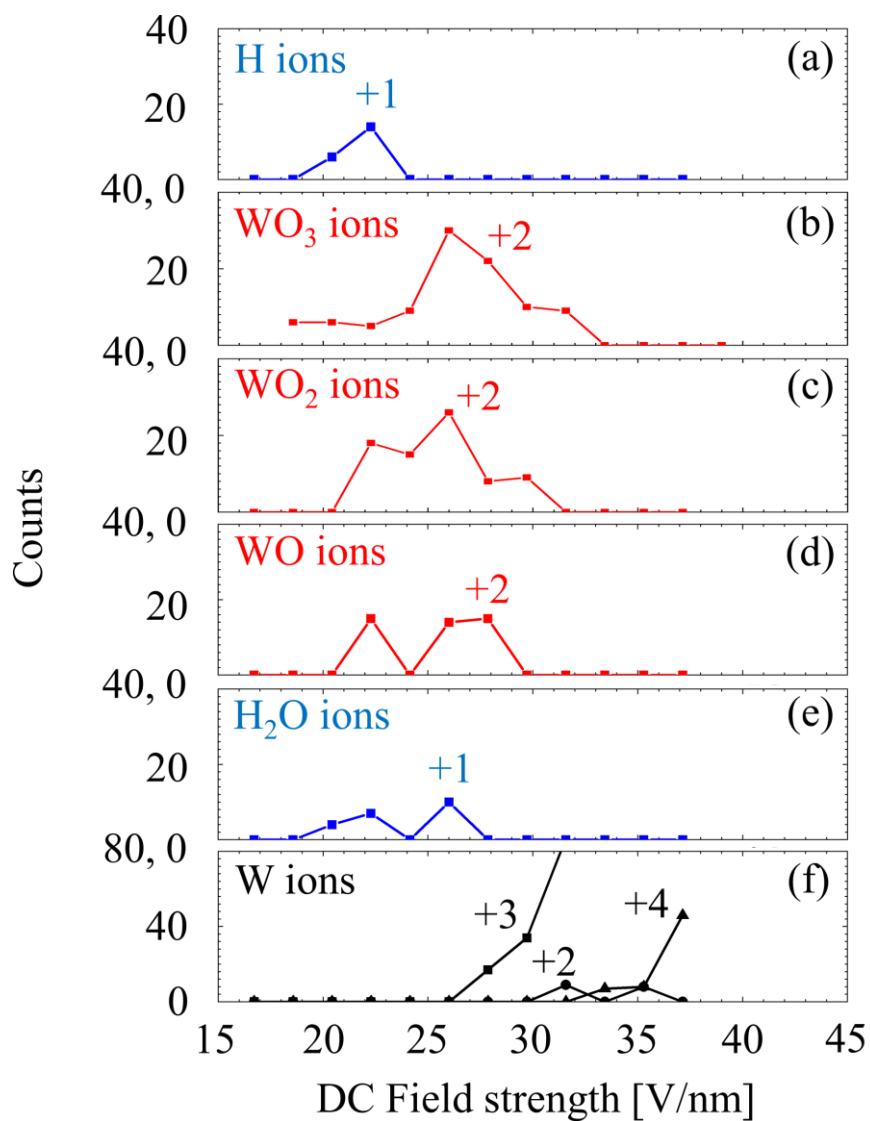 40
H ions
(a)
+1
20
40, 0
WO₃ ions
(b)
+2
20
40, 0
WO₂ ions
(c)
+2
20
40, 0
WO ions
(d)
+2
20
40, 0
H₂O ions
(e)
+1
20
80, 0
W ions
(f)
+3
+4
+2
40
0
15 20 25 30 35 40 45
DC Field strength [V/nm]
Counts